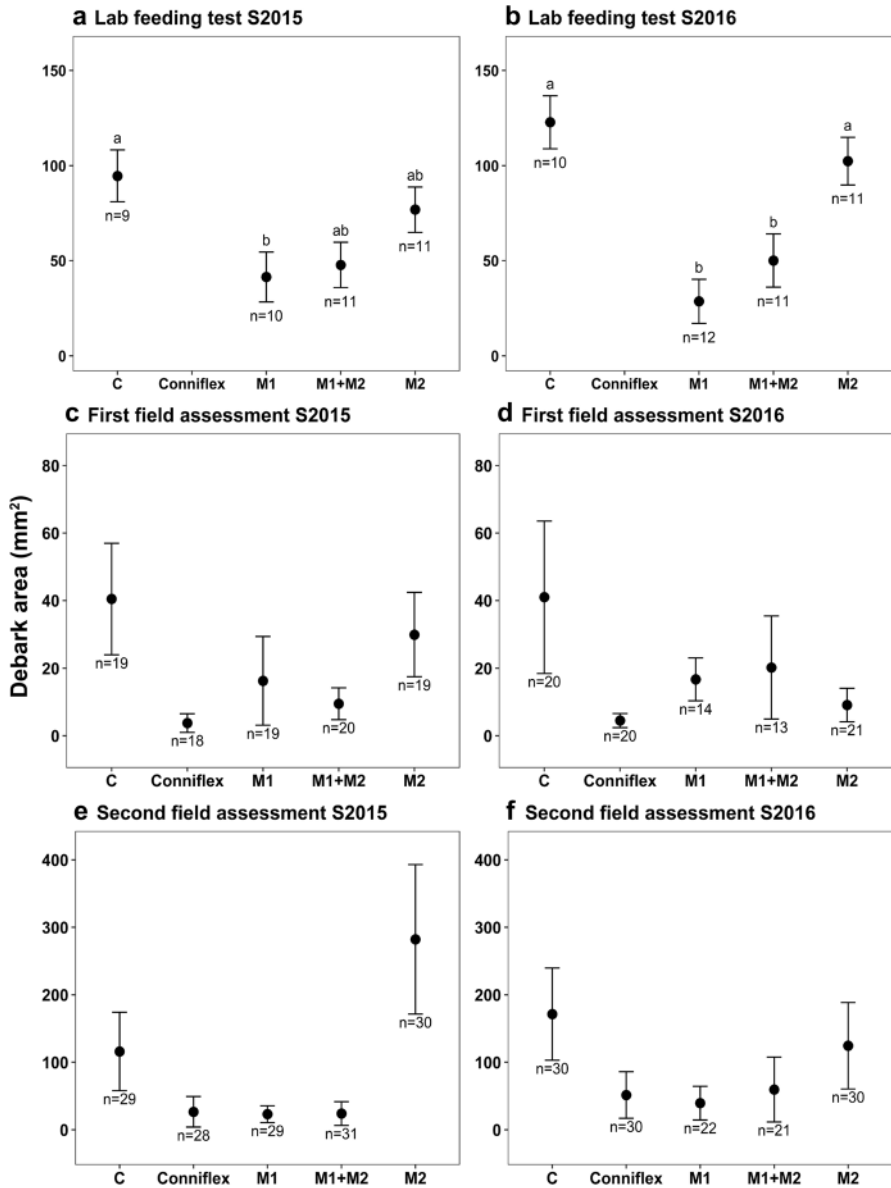 a Lab feeding test S2015
150
100
50
0
a
n=9
b
n=10
ab
n=11
ab
n=11
C Conniflex M1 M1+M2 M2
b Lab feeding test S2016
150
100
50
0
a
n=10
b
n=12
b
n=11
a
n=11
C Conniflex M1 M1+M2 M2
Debark area (mm²)
c First field assessment S2015
80
60
40
20
0
n=19
n=18
n=19
n=20
n=19
C Conniflex M1 M1+M2 M2
d First field assessment S2016
80
60
40
20
0
n=20
n=20
n=14
n=13
n=21
C Conniflex M1 M1+M2 M2
e Second field assessment S2015
400
300
200
100
0
n=29
n=28
n=29
n=31
n=30
C Conniflex M1 M1+M2 M2
f Second field assessment S2016
400
300
200
100
0
n=30
n=30
n=22
n=21
n=30
C Conniflex M1 M1+M2 M2